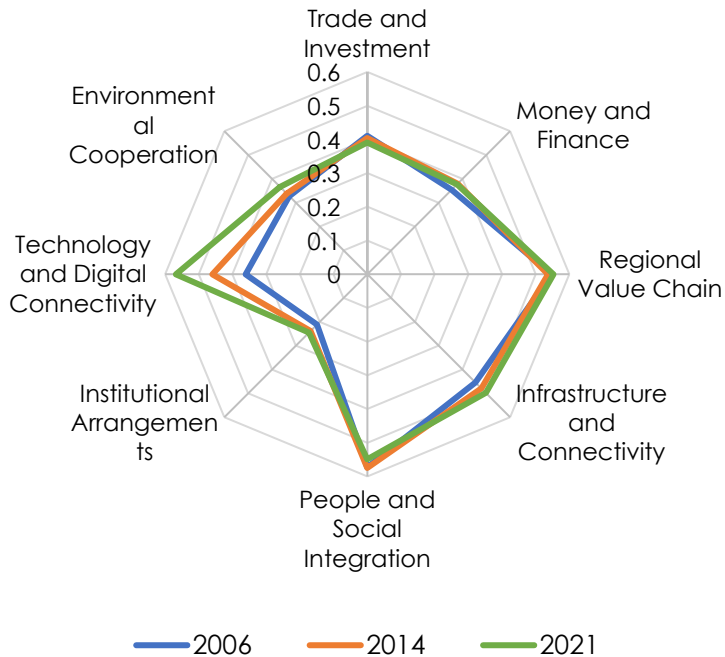 Trade and
Investment
0.6
0.5
0.4
0.3
0.2
0.1
0
Money and
Finance
Regional
Value Chain
Infrastructure
and
Connectivity
People and
Social
Integration
Institutional
Arrangemen
ts
Technology
and Digital
Connectivity
Environment
al
Cooperation
2006
2014
2021